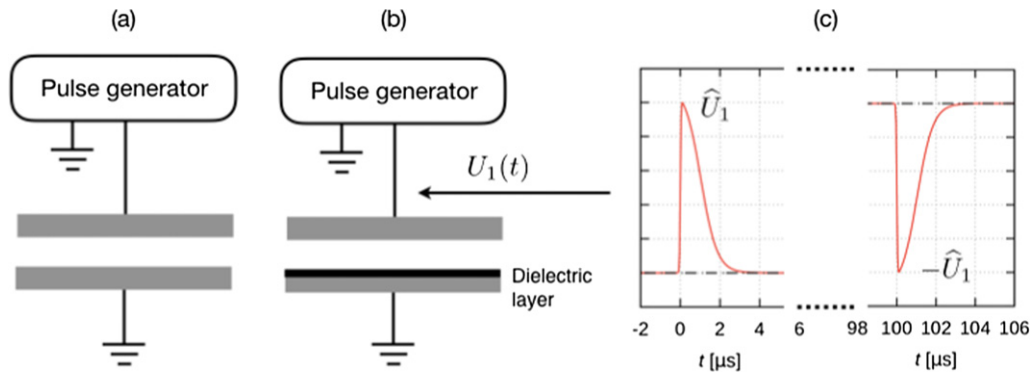 (a)
Pulse generator
(b)
Pulse generator
U₁(t)
Dielectric
layer
(c)
Û₁
-Û₁
-2 0 2 4 6 98 100 102 104 106
t [µs] t [µs]